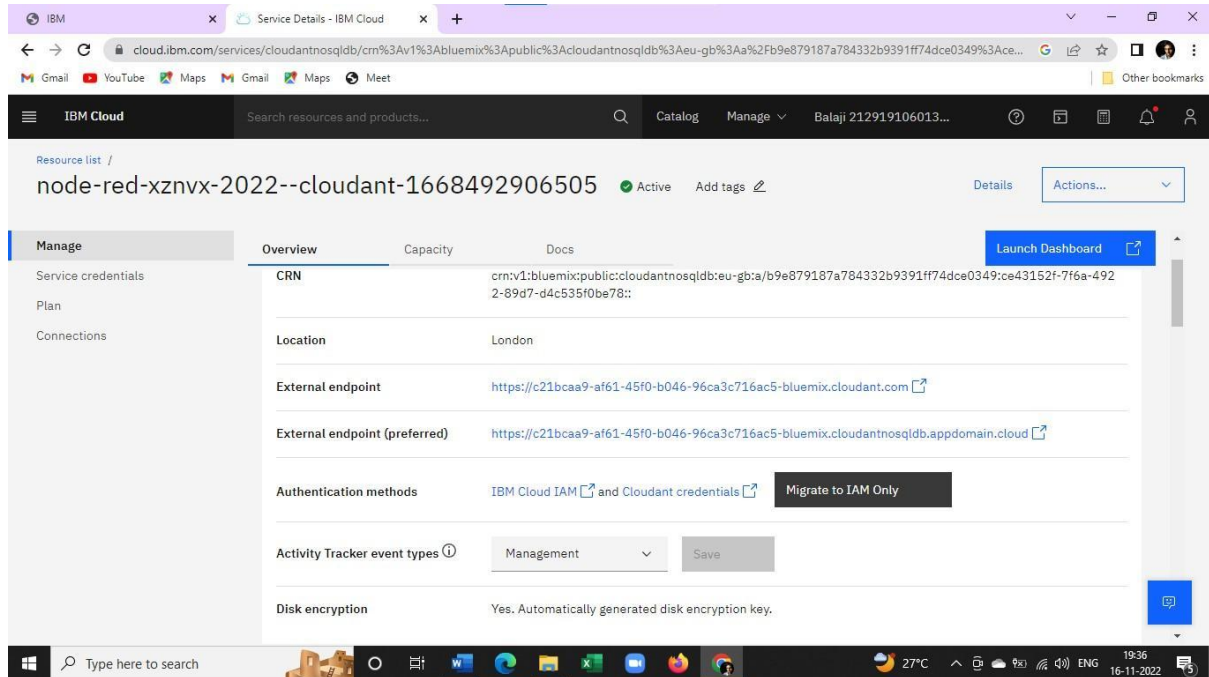 IBM
Service Details - IBM Cloud
cloud.ibm.com/services/cloudantnosqldb/crn%3Av1%3Abluemix%3Apublic%3Acloudantnosqldb%3Aeu-gb%3Aa%2Fb9e879187a784332b9391ff74dce0349%3Ace...
Gmail YouTube Maps Gmail Maps Meet Other bookmarks
IBM Cloud Search resources and products... Catalog Manage Balaji 212919106013...
Resource list /
node-red-xznvx-2022--cloudant-1668492906505 Active Add tags Details Actions...
Manage Overview Capacity Docs Launch Dashboard
Service credentials
Plan
Connections
CRN crn:v1:bluemix:public:cloudantnosqldb:eu-gb:a/b9e879187a784332b9391ff74dce0349:ce43152f-7f6a-492
2-89d7-d4c535f0be78::
Location London
External endpoint https://c21bcaa9-af61-45f0-b046-96ca3c716ac5-bluemix.cloudant.com
External endpoint (preferred) https://c21bcaa9-af61-45f0-b046-96ca3c716ac5-bluemix.cloudantnosqldb.appdomain.cloud
Authentication methods IBM Cloud IAM and Cloudant credentials Migrate to IAM Only
Activity Tracker event types Management Save
Disk encryption Yes. Automatically generated disk encryption key.
Type here to search 27°C ENG 19:36
16-11-2022 5